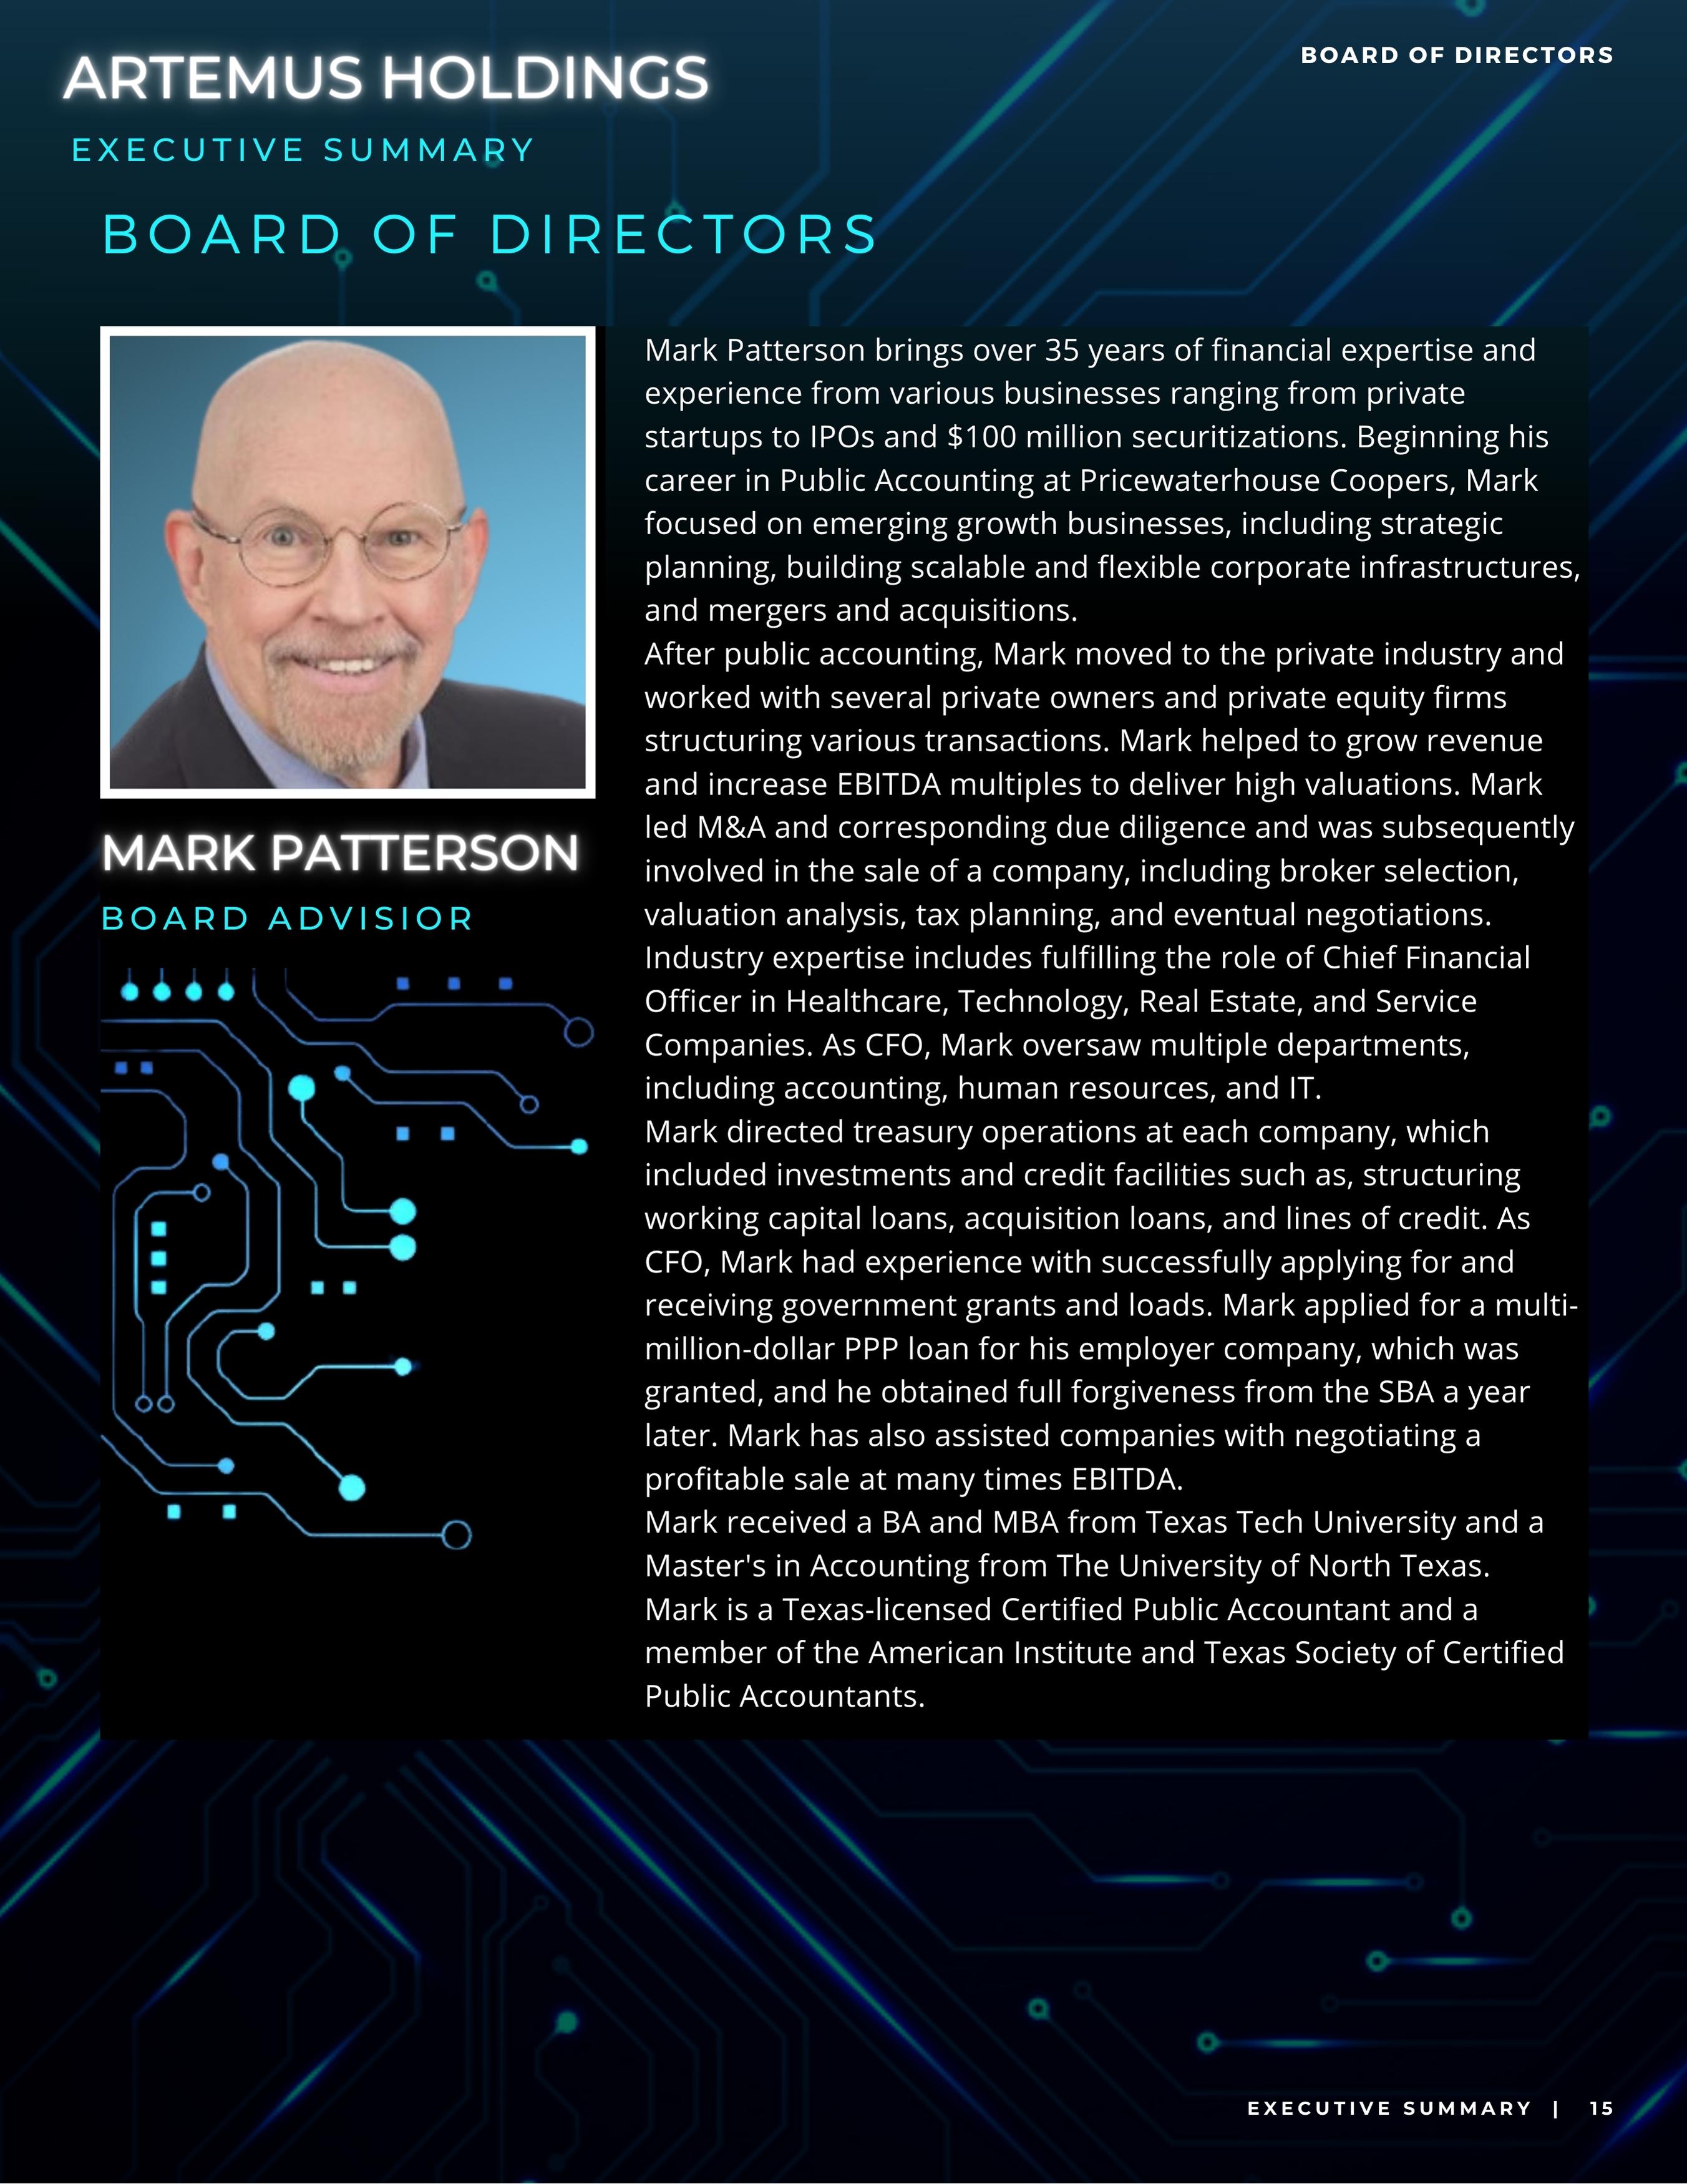 ARTEMUS HOLDINGS
BOARD OF DIRECTORS
EXECUTIVE SUMMARY
BOARD OF DIRECTORS
MARK PATTERSON
BOARD ADVISIOR
Mark Patterson brings over 35 years of financial expertise and
experience from various businesses ranging from private
startups to IPOs and $100 million securitizations. Beginning his
career in Public Accounting at Pricewaterhouse Coopers, Mark
focused on emerging growth businesses, including strategic
planning, building scalable and flexible corporate infrastructures,
and mergers and acquisitions.
After public accounting, Mark moved to the private industry and
worked with several private owners and private equity firms
structuring various transactions. Mark helped to grow revenue
and increase EBITDA multiples to deliver high valuations. Mark
led M&A and corresponding due diligence and was subsequently
involved in the sale of a company, including broker selection,
valuation analysis, tax planning, and eventual negotiations.
Industry expertise includes fulfilling the role of Chief Financial
Officer in Healthcare, Technology, Real Estate, and Service
Companies. As CFO, Mark oversaw multiple departments,
including accounting, human resources, and IT.
Mark directed treasury operations at each company, which
included investments and credit facilities such as, structuring
working capital loans, acquisition loans, and lines of credit. As
CFO, Mark had experience with successfully applying for and
receiving government grants and loads. Mark applied for a multi-
million-dollar PPP loan for his employer company, which was
granted, and he obtained full forgiveness from the SBA a year
later. Mark has also assisted companies with negotiating a
profitable sale at many times EBITDA.
Mark received a BA and MBA from Texas Tech University and a
Master's in Accounting from The University of North Texas.
Mark is a Texas-licensed Certified Public Accountant and a
member of the American Institute and Texas Society of Certified
Public Accountants.
EXECUTIVE SUMMARY | 15